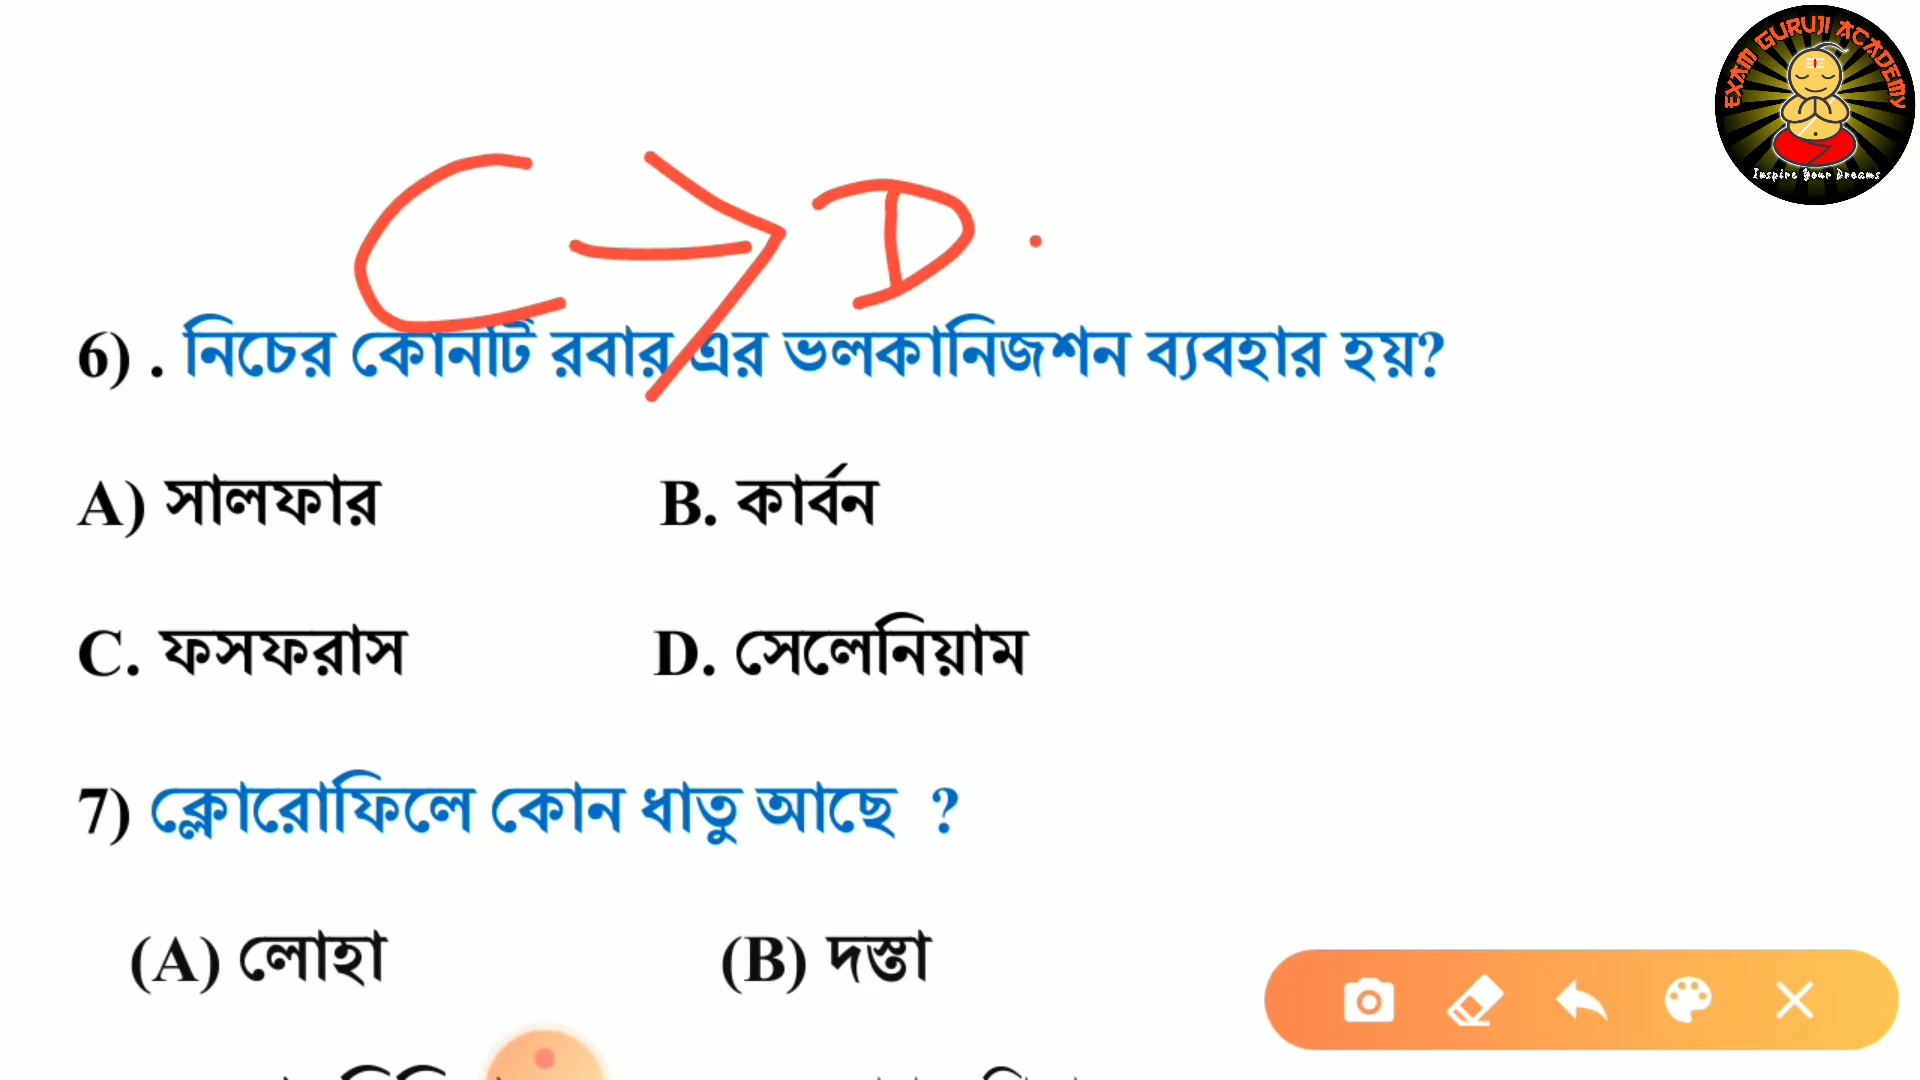 EXAM GURUJI ACADEMY
Inspire Your Dreams
C → D .
6) . নিচের কোনটি রবার এর ভলকানিজশন ব্যবহার হয়?
A) সালফার B. কার্বন
C. ফসফরাস D. সেলেনিয়াম
7) ক্লোরোফিলে কোন ধাতু আছে ?
(A) লোহা (B) দস্তা